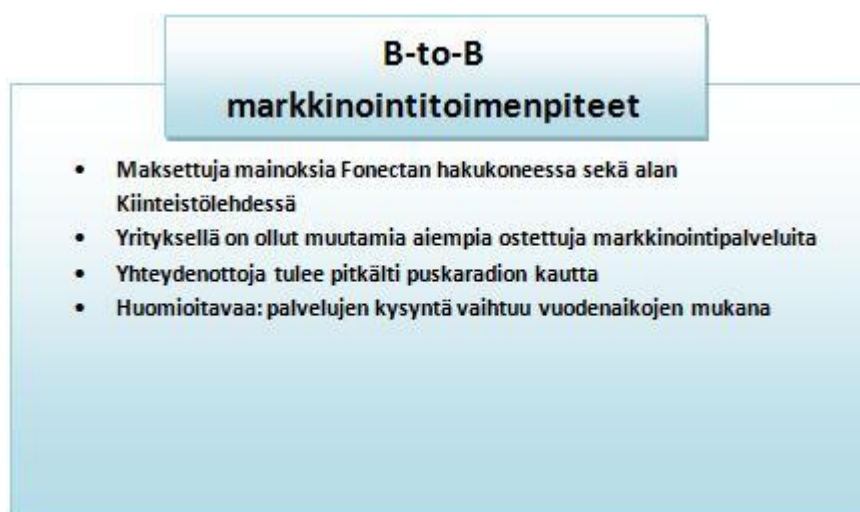 B-to-B
markkinointitoimenpiteet
• Maksettuja mainoksia Fonectan hakukoneessa sekä alan
Kiinteistölehdessä
• Yrityksellä on ollut muutamia aiempia ostettuja markkinointipalveluita
• Yhteydenottoja tulee pitkälti puskaradion kautta
• Huomioitavaa: palvelujen kysyntä vaihtuu vuodenaikojen mukana